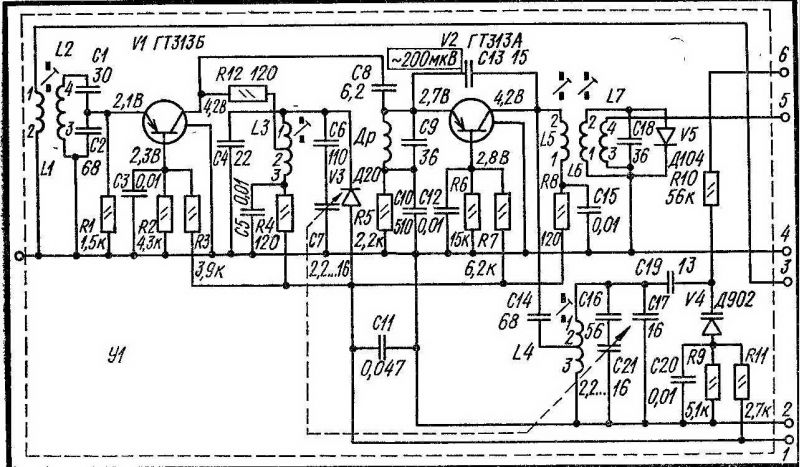 V1 ГТ313Б
V2 ГТ313А
~200мкВ
C13 15
L2
C1
30
R12 120
C8
6,2
6
1
4
2,1В
4,2В
2,7В
4,2В
L7
5
2
3
C2
68
L1
L3
1
2
3
C6
110
Др
C9
36
L5
2
1
2
1
4
3
C18
36
V5
Д104
L6
C4
22
2,3В
V3
Д20
2,8В
R10
56к
C3
0,01
R1
1,5к
R2
4,3к
R3
3,9к
C5
0,01
R4
120
C7
2,2...16
R5
2,2к
C10
510
C12
0,01
R6
15к
R7
6,2к
R8
120
C15
0,01
4
C19
13
3
У1
C11
0,047
C14
68
L4
1
2
3
C16
56
C17
16
C21
2,2...16
V4
Д902
C20
0,01
R9
5,1к
R11
2,7к
2
1